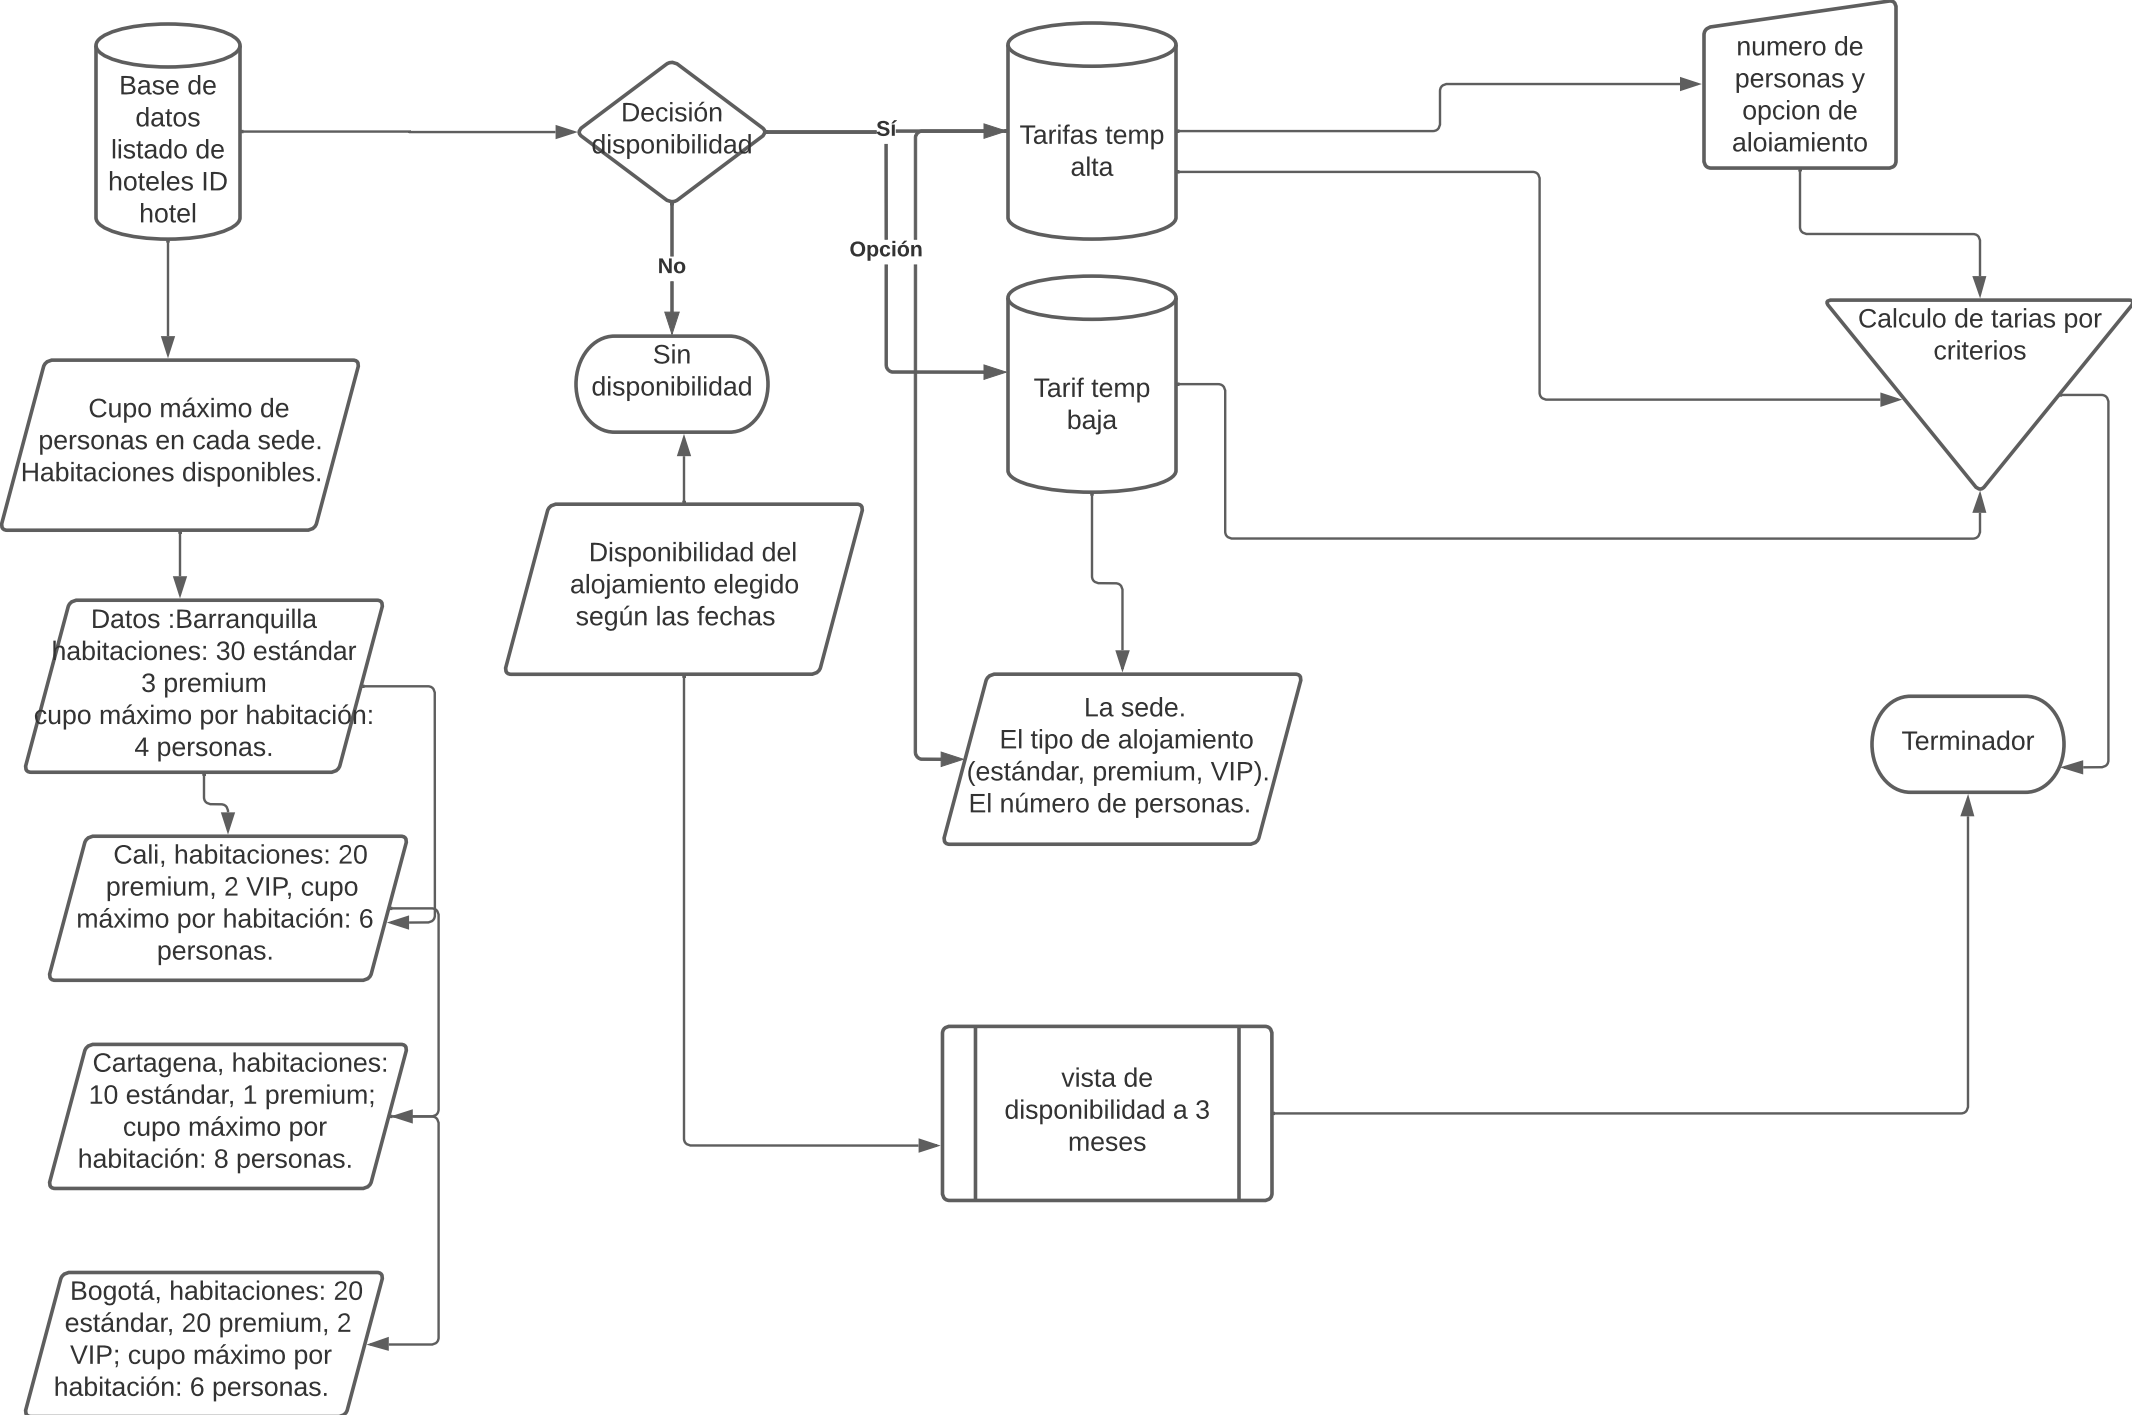 Base de
datos
listado de
hoteles ID
hotel
Decisión
disponibilidad
Sí
Opción
No
Tarifas temp
alta
numero de
personas y
opcion de
aloiamiento
Sin
disponibilidad
Tarif temp
baja
Calculo de tarias por
criterios
Cupo máximo de
personas en cada sede.
Habitaciones disponibles.
Disponibilidad del
alojamiento elegido
según las fechas
Datos :Barranquilla
habitaciones: 30 estándar
3 premium
cupo máximo por habitación:
4 personas.
La sede.
El tipo de alojamiento
(estándar, premium, VIP).
El número de personas.
Terminador
Cali, habitaciones: 20
premium, 2 VIP, cupo
máximo por habitación: 6
personas.
Cartagena, habitaciones:
10 estándar, 1 premium;
cupo máximo por
habitación: 8 personas.
vista de
disponibilidad a 3
meses
Bogotá, habitaciones: 20
estándar, 20 premium, 2
VIP; cupo máximo por
habitación: 6 personas.